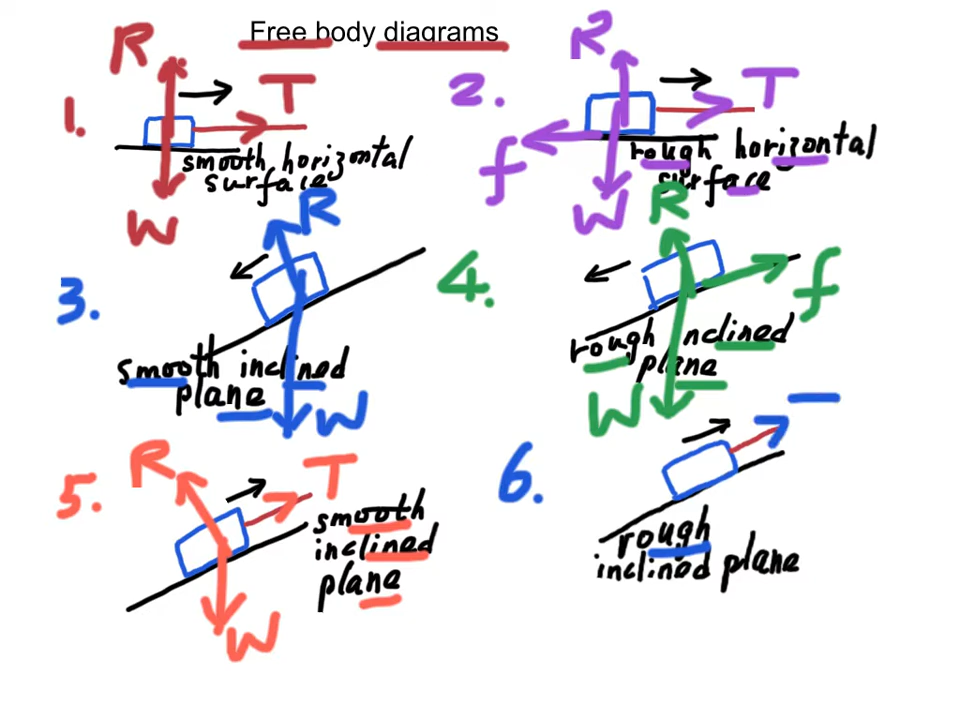 Free body diagrams
1.
R
T
smooth horizontal
surface
W
2.
R
T
f
rough horizontal
surface
W
3.
R
smooth inclined
plane
W
4.
R
f
rough inclined
plane
W
5.
R
T
smooth
inclined
plane
W
6.
rough
inclined plane